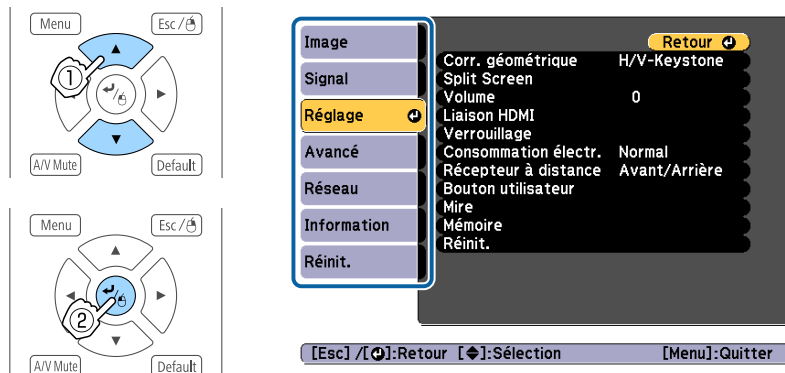 Menu
Esc /
1
A/V Mute
Default
Menu
Esc /
2
A/V Mute
Default
Image
Signal
Réglage
Avancé
Réseau
Information
Réinit.
Retour
Corr. géométrique H/V-Keystone
Split Screen
Volume 0
Liaison HDMI
Verrouillage
Consommation électr. Normal
Récepteur à distance Avant/Arrière
Bouton utilisateur
Mire
Mémoire
Réinit.
[Esc] /[ ]:Retour [ ]:Sélection [Menu]:Quitter